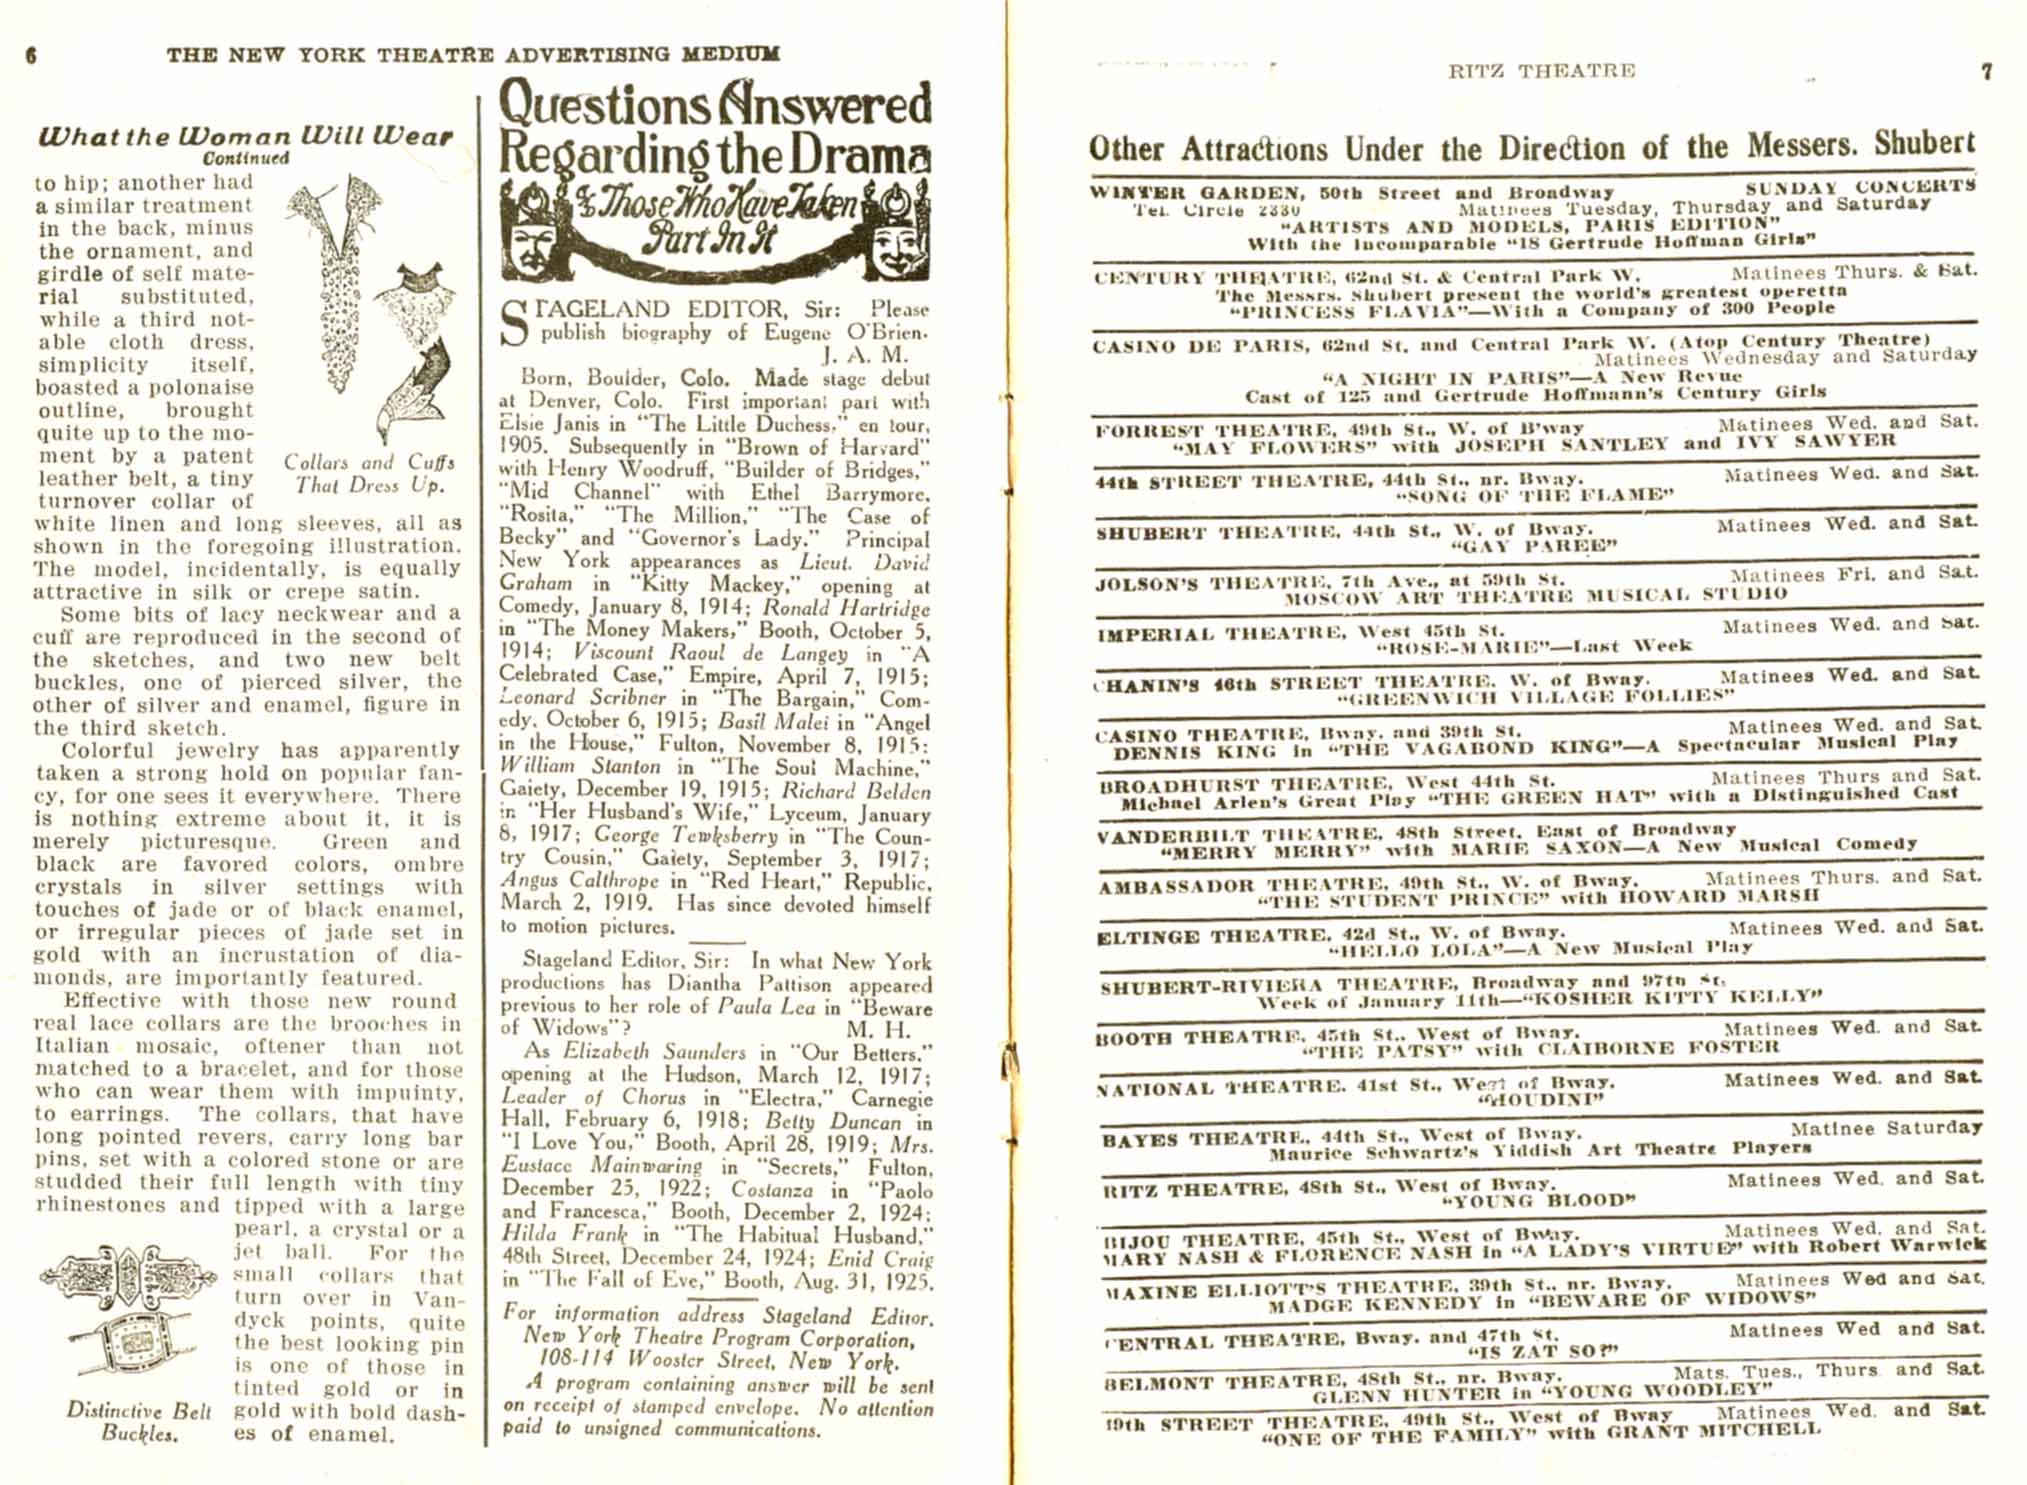 6
THE NEW YORK THEATRE ADVERTISING MEDIUM
What the Woman Will Wear
Continued
to hip; another had
a similar treatment
in the back, minus
the ornament, and
girdle of self mate-
rial substituted,
while a third not-
able cloth dress,
simplicity itself,
boasted a polonaise
outline, brought
quite up to the mo-
ment by a patent
leather belt, a tiny
turnover collar of
Collars and Cuffs
That Dress Up.
white linen and long sleeves, all as
shown in the foregoing illustration.
The model, incidentally, is equally
attractive in silk or crepe satin.
Some bits of lacy neckwear and a
cuff are reproduced in the second of
the sketches, and two new belt
buckles, one of pierced silver, the
other of silver and enamel, figure in
the third sketch.
Colorful jewelry has apparently
taken a strong hold on popular fan-
cy, for one sees it everywhere. There
is nothing extreme about it, it is
merely picturesque. Green and
black are favored colors, ombre
crystals in silver settings with
touches of jade or of black enamel,
or irregular pieces of jade set in
gold with an incrustation of dia-
monds, are importantly featured.
Effective with those new round
real lace collars are the brooches in
Italian mosaic, oftener than not
matched to a bracelet, and for those
who can wear them with impuinty,
to earrings. The collars, that have
long pointed revers, carry long bar
pins, set with a colored stone or are
studded their full length with tiny
rhinestones and tipped with a large
pearl, a crystal or a
jet ball. For the
small collars that
turn over in Van-
dyck points, quite
the best looking pin
is one of those in
tinted gold or in
gold with bold dash-
es of enamel.
Distinctive Belt
Buckles.
Questions Answered
Regarding the Drama
& Those Who Have Taken
Part In It
STAGELAND EDITOR, Sir: Please
publish biography of Eugene O'Brien.
J. A. M.
Born, Boulder, Colo. Made stage debut
at Denver, Colo. First important part with
Elsie Janis in "The Little Duchess," en tour,
1905. Subsequently in "Brown of Harvard"
with Henry Woodruff, "Builder of Bridges,"
"Mid Channel" with Ethel Barrymore,
"Rosita," "The Million," "The Case of
Becky" and "Governor's Lady." Principal
New York appearances as Lieut. David
Graham in "Kitty Mackey," opening at
Comedy, January 8, 1914; Ronald Hartridge
in "The Money Makers," Booth, October 5,
1914; Viscount Raoul de Langey in "A
Celebrated Case," Empire, April 7, 1915;
Leonard Scribner in "The Bargain," Com-
edy, October 6, 1915; Basil Malei in "Angel
in the House," Fulton, November 8, 1915;
William Stanton in "The Soul Machine,"
Gaiety, December 19, 1915; Richard Belden
in "Her Husband's Wife," Lyceum, January
8, 1917; George Tewksberry in "The Coun-
try Cousin," Gaiety, September 3, 1917;
Angus Calthrope in "Red Heart," Republic,
March 2, 1919. Has since devoted himself
to motion pictures.
Stageland Editor, Sir: In what New York
productions has Diantha Pattison appeared
previous to her role of Paula Lea in "Beware
of Widows"? M. H.
As Elizabeth Saunders in "Our Betters,"
opening at the Hudson, March 12, 1917;
Leader of Chorus in "Electra," Carnegie
Hall, February 6, 1918; Betty Duncan in
"I Love You," Booth, April 28, 1919; Mrs.
Eustace Mainwaring in "Secrets," Fulton,
December 25, 1922; Costanza in "Paolo
and Francesca," Booth, December 2, 1924;
Hilda Frank in "The Habitual Husband,"
48th Street, December 24, 1924; Enid Craig
in "The Fall of Eve," Booth, Aug. 31, 1925.
For information address Stageland Editor,
New York Theatre Program Corporation,
108-114 Wooster Street, New York.
A program containing answer will be sent
on receipt of stamped envelope. No attention
paid to unsigned communications.
RITZ THEATRE
7
Other Attractions Under the Direction of the Messers. Shubert
WINTER GARDEN, 50th Street and Broadway SUNDAY CONCERTS
Tel. Circle 2330 Matinees Tuesday, Thursday and Saturday
"ARTISTS AND MODELS, PARIS EDITION"
With the Incomparable "18 Gertrude Hoffman Girls"
CENTURY THEATRE, 62nd St. & Central Park W. Matinees Thurs. & Sat.
The Messrs. Shubert present the world's greatest operetta
"PRINCESS FLAVIA"—With a Company of 300 People
CASINO DE PARIS, 62nd St. and Central Park W. (Atop Century Theatre)
Matinees Wednesday and Saturday
"A NIGHT IN PARIS"—A New Revue
Cast of 125 and Gertrude Hoffmann's Century Girls
FORREST THEATRE, 49th St., W. of B'way Matinees Wed. and Sat.
"MAY FLOWERS" with JOSEPH SANTLEY and IVY SAWYER
44th STREET THEATRE, 44th St., nr. Bway. Matinees Wed. and Sat.
"SONG OF THE FLAME"
SHUBERT THEATRE, 44th St., W. of Bway. Matinees Wed. and Sat.
"GAY PAREE"
JOLSON'S THEATRE, 7th Ave., at 59th St. Matinees Fri. and Sat.
MOSCOW ART THEATRE MUSICAL STUDIO
IMPERIAL THEATRE, West 45th St. Matinees Wed. and Sat.
"ROSE-MARIE"—Last Week
CHANIN'S 46th STREET THEATRE. W. of Bway. Matinees Wed. and Sat
"GREENWICH VILLAGE FOLLIES"
CASINO THEATRE, Bway. and 39th St. Matinees Wed. and Sat.
DENNIS KING in "THE VAGABOND KING"—A Spectacular Musical Play
BROADHURST THEATRE, West 44th St. Matinees Thurs and Sat.
Michael Arlen's Great Play "THE GREEN HAT" with a Distinguished Cast
VANDERBILT THEATRE, 48th Street, East of Broadway
"MERRY MERRY" with MARIE SAXON—A New Musical Comedy
AMBASSADOR THEATRE, 49th St., W. of Bway. Matinees Thurs. and Sat.
"THE STUDENT PRINCE" with HOWARD MARSH
ELTINGE THEATRE, 42d St., W. of Bway. Matinees Wed. and Sat.
"HELLO LOLA"—A New Musical Play
SHUBERT-RIVIERA THEATRE, Broadway and 97th St.
Week of January 11th—"KOSHER KITTY KELLY"
BOOTH THEATRE, 45th St., West of Bway. Matinees Wed. and Sat
"THE PATSY" with CLAIBORNE FOSTER
NATIONAL THEATRE. 41st St., West of Bway. Matinees Wed. and Sat
"HOUDINI"
BAYES THEATRE, 44th St., West of Bway. Matinee Saturday
Maurice Schwartz's Yiddish Art Theatre Players
RITZ THEATRE, 48th St., West of Bway. Matinees Wed. and Sat.
"YOUNG BLOOD"
BIJOU THEATRE, 45th St., West of Bway. Matinees Wed. and Sat.
MARY NASH & FLORENCE NASH in "A LADY'S VIRTUE" with Robert Warwick
MAXINE ELLIOTT'S THEATRE, 39th St., nr. Bway. Matinees Wed and Sat.
MADGE KENNEDY in "BEWARE OF WIDOWS"
CENTRAL THEATRE, Bway. and 47th St. Matinees Wed and Sat.
"IS ZAT SO?"
BELMONT THEATRE, 48th St., nr. Bway. Mats. Tues., Thurs. and Sat.
GLENN HUNTER in "YOUNG WOODLEY"
49th STREET THEATRE, 49th St., West of Bway Matinees Wed. and Sat.
"ONE OF THE FAMILY" with GRANT MITCHELL